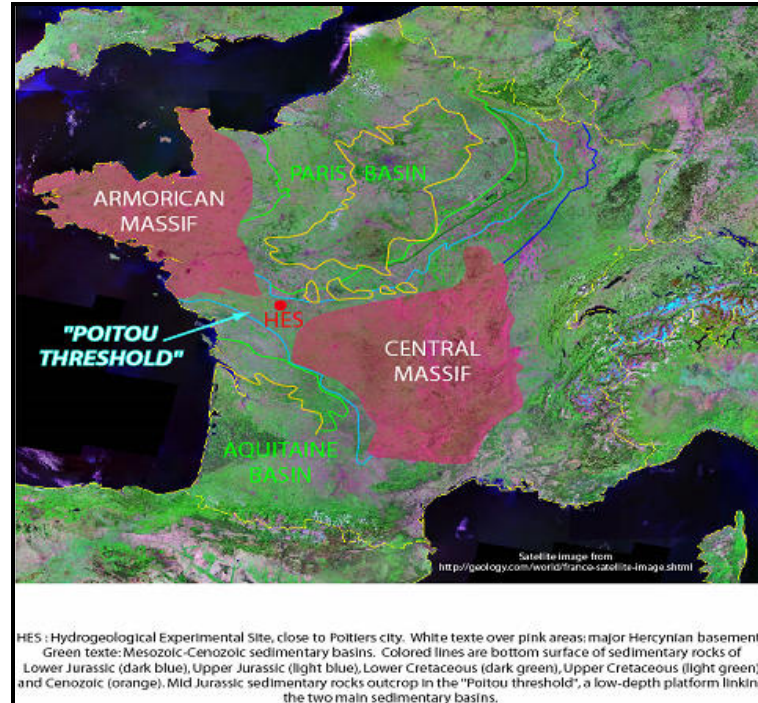 PARIS BASIN
ARMORICAN
MASSIF
HES
"POITOU
THRESHOLD"
CENTRAL
MASSIF
AQUITAINE
BASIN
Satellite image from
http://geology.com/world/france-satellite-image.shtml
HES : Hydrogeological Experimental Site, close to Poitiers city. White texte over pink areas: major Hercynian basement
Green texte: Mesozoic-Cenozoic sedimentary basins. Colored lines are bottom surface of sedimentary rocks of
Lower Jurassic (dark blue), Upper Jurassic (light blue), Lower Cretaceous (dark green), Upper Cretaceous (light green)
and Cenozoic (orange). Mid Jurassic sedimentary rocks outcrop in the "Poitou threshold", a low-depth platform linkin
the two main sedimentary basins.